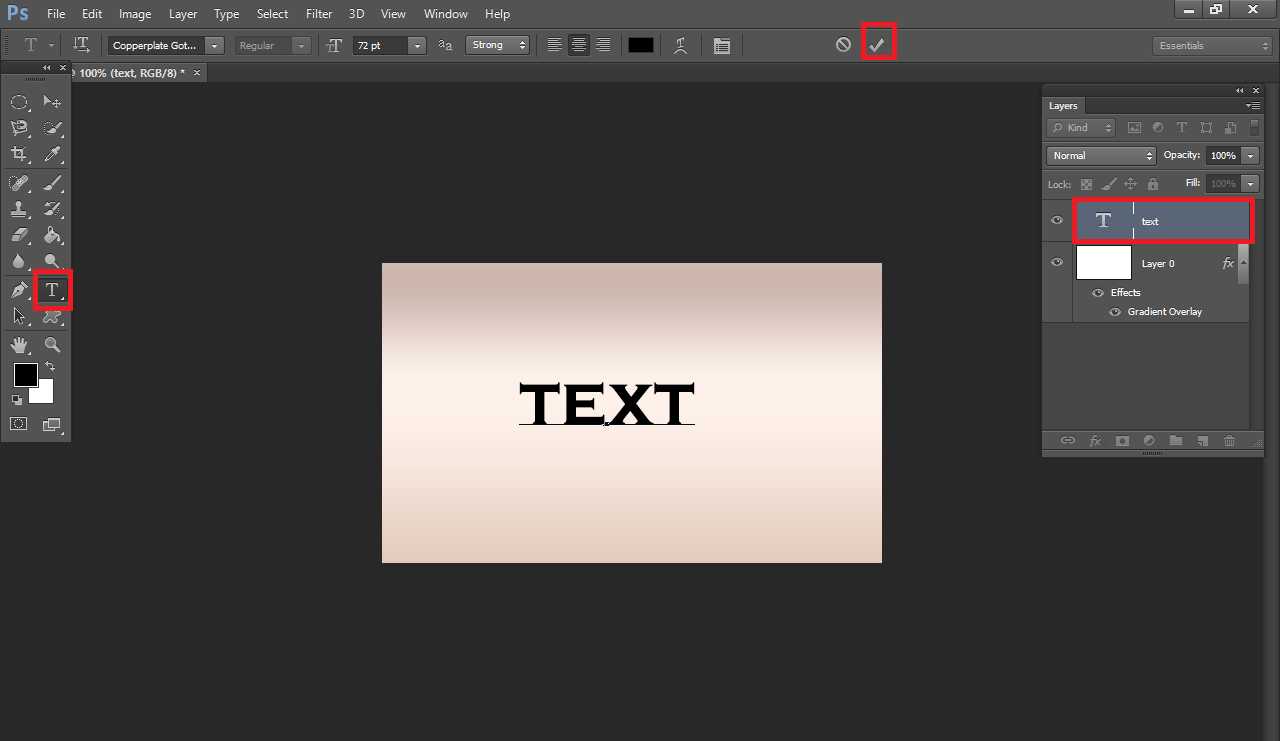 Ps File Edit Image Layer Type Select Filter 3D View Window Help
T Copperplate Got... Regular 72 pt Strong Essentials
100% (text, RGB/8) *
Layers
Kind
Normal Opacity: 100%
Lock: Fill: 100%
T text
Layer 0 fx
Effects
Gradient Overlay
T
TEXT
fx